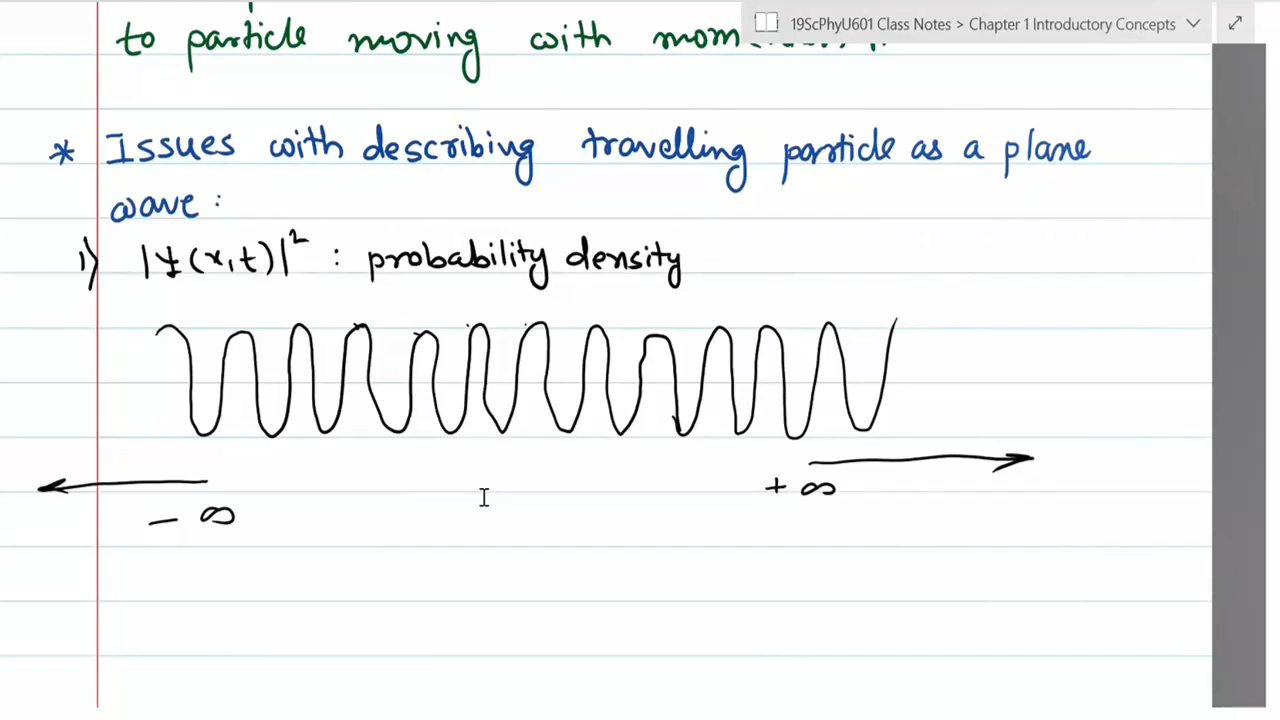 19ScPhyU601 Class Notes > Chapter 1 Introductory Concepts
to particle moving with
* Issues with describing travelling particle as a plane
wave :
1) |Ψ(x,t)|² : probability density
+ ∞
- ∞